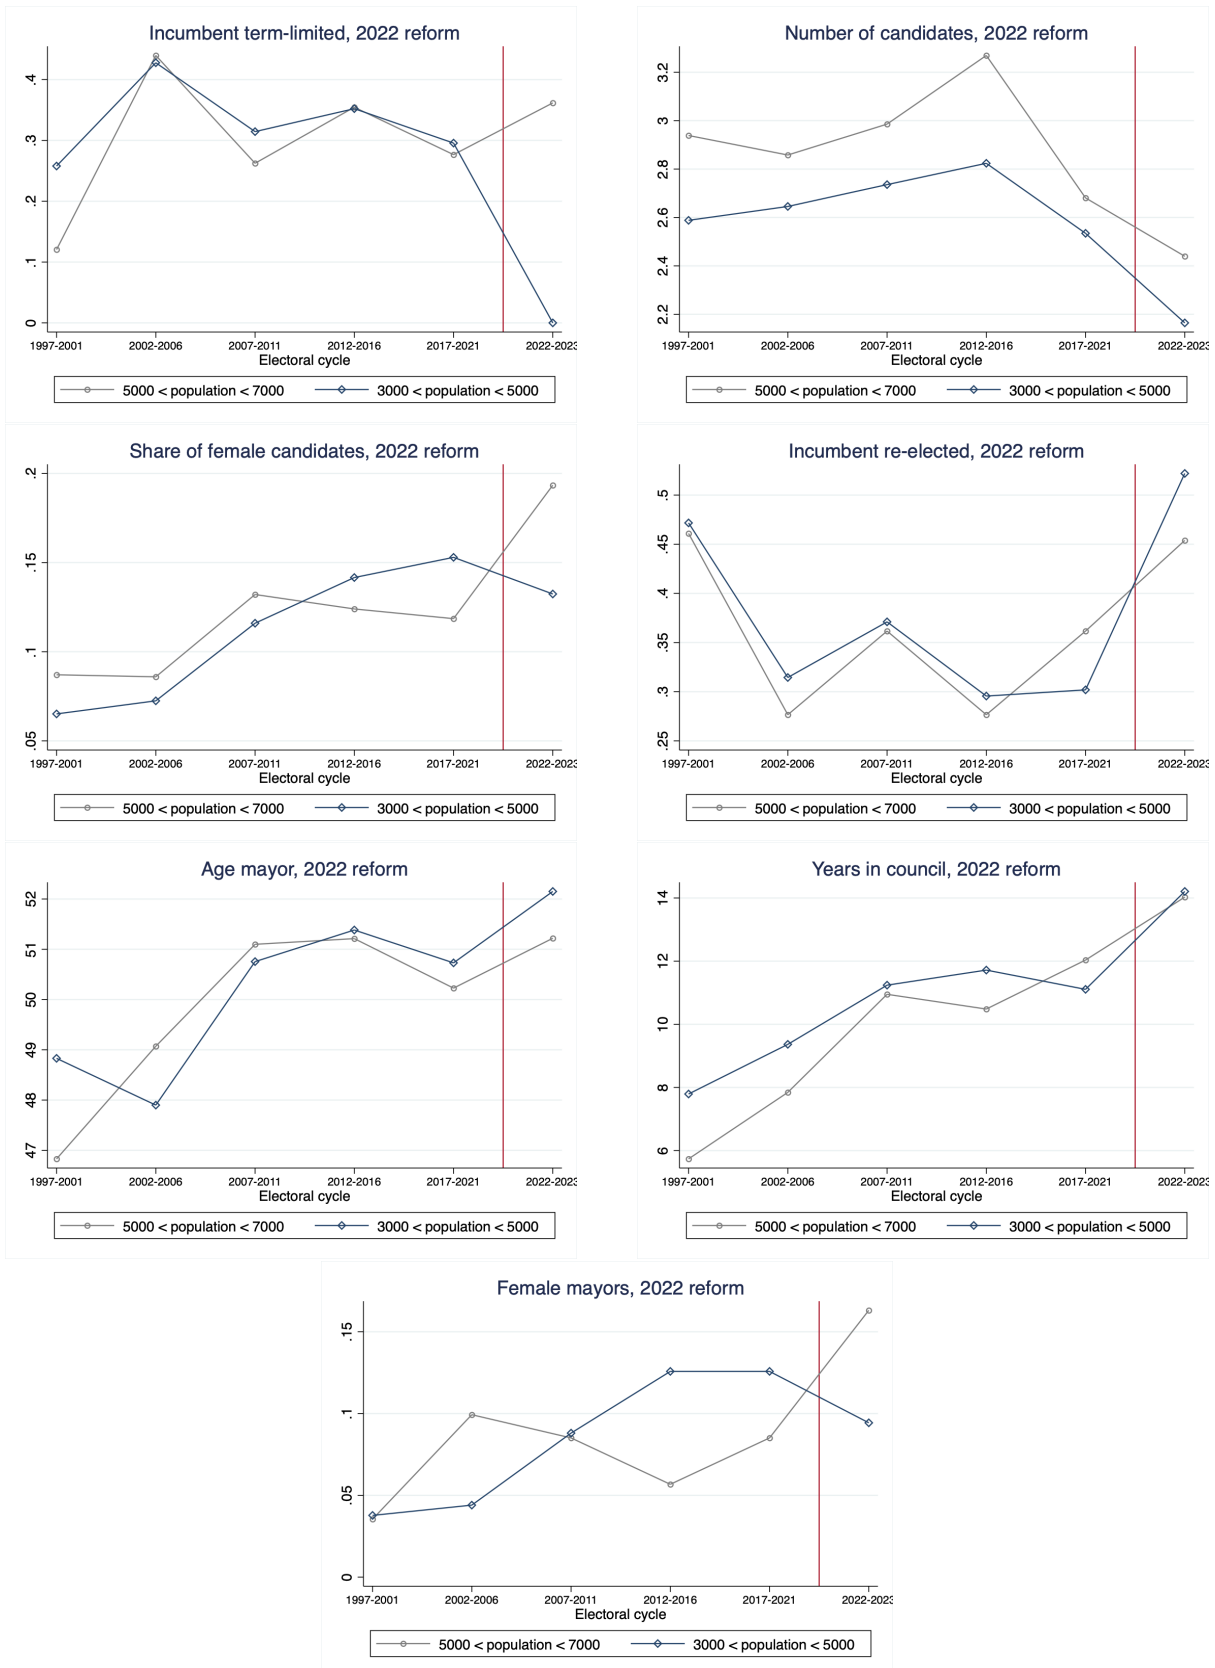 Incumbent term-limited, 2022 reform
.4
.3
.2
.1
0
1997-2001 2002-2006 2007-2011 2012-2016 2017-2021 2022-2023
Electoral cycle
5000 < population < 7000 3000 < population < 5000
Number of candidates, 2022 reform
3.2
3
2.8
2.6
2.4
2.2
1997-2001 2002-2006 2007-2011 2012-2016 2017-2021 2022-2023
Electoral cycle
5000 < population < 7000 3000 < population < 5000
Share of female candidates, 2022 reform
.2
.15
.1
.05
1997-2001 2002-2006 2007-2011 2012-2016 2017-2021 2022-2023
Electoral cycle
5000 < population < 7000 3000 < population < 5000
Incumbent re-elected, 2022 reform
.5
.45
.4
.35
.3
.25
1997-2001 2002-2006 2007-2011 2012-2016 2017-2021 2022-2023
Electoral cycle
5000 < population < 7000 3000 < population < 5000
Age mayor, 2022 reform
52
51
50
49
48
47
1997-2001 2002-2006 2007-2011 2012-2016 2017-2021 2022-2023
Electoral cycle
5000 < population < 7000 3000 < population < 5000
Years in council, 2022 reform
14
12
10
8
6
1997-2001 2002-2006 2007-2011 2012-2016 2017-2021 2022-2023
Electoral cycle
5000 < population < 7000 3000 < population < 5000
Female mayors, 2022 reform
.15
.1
.05
0
1997-2001 2002-2006 2007-2011 2012-2016 2017-2021 2022-2023
Electoral cycle
5000 < population < 7000 3000 < population < 5000